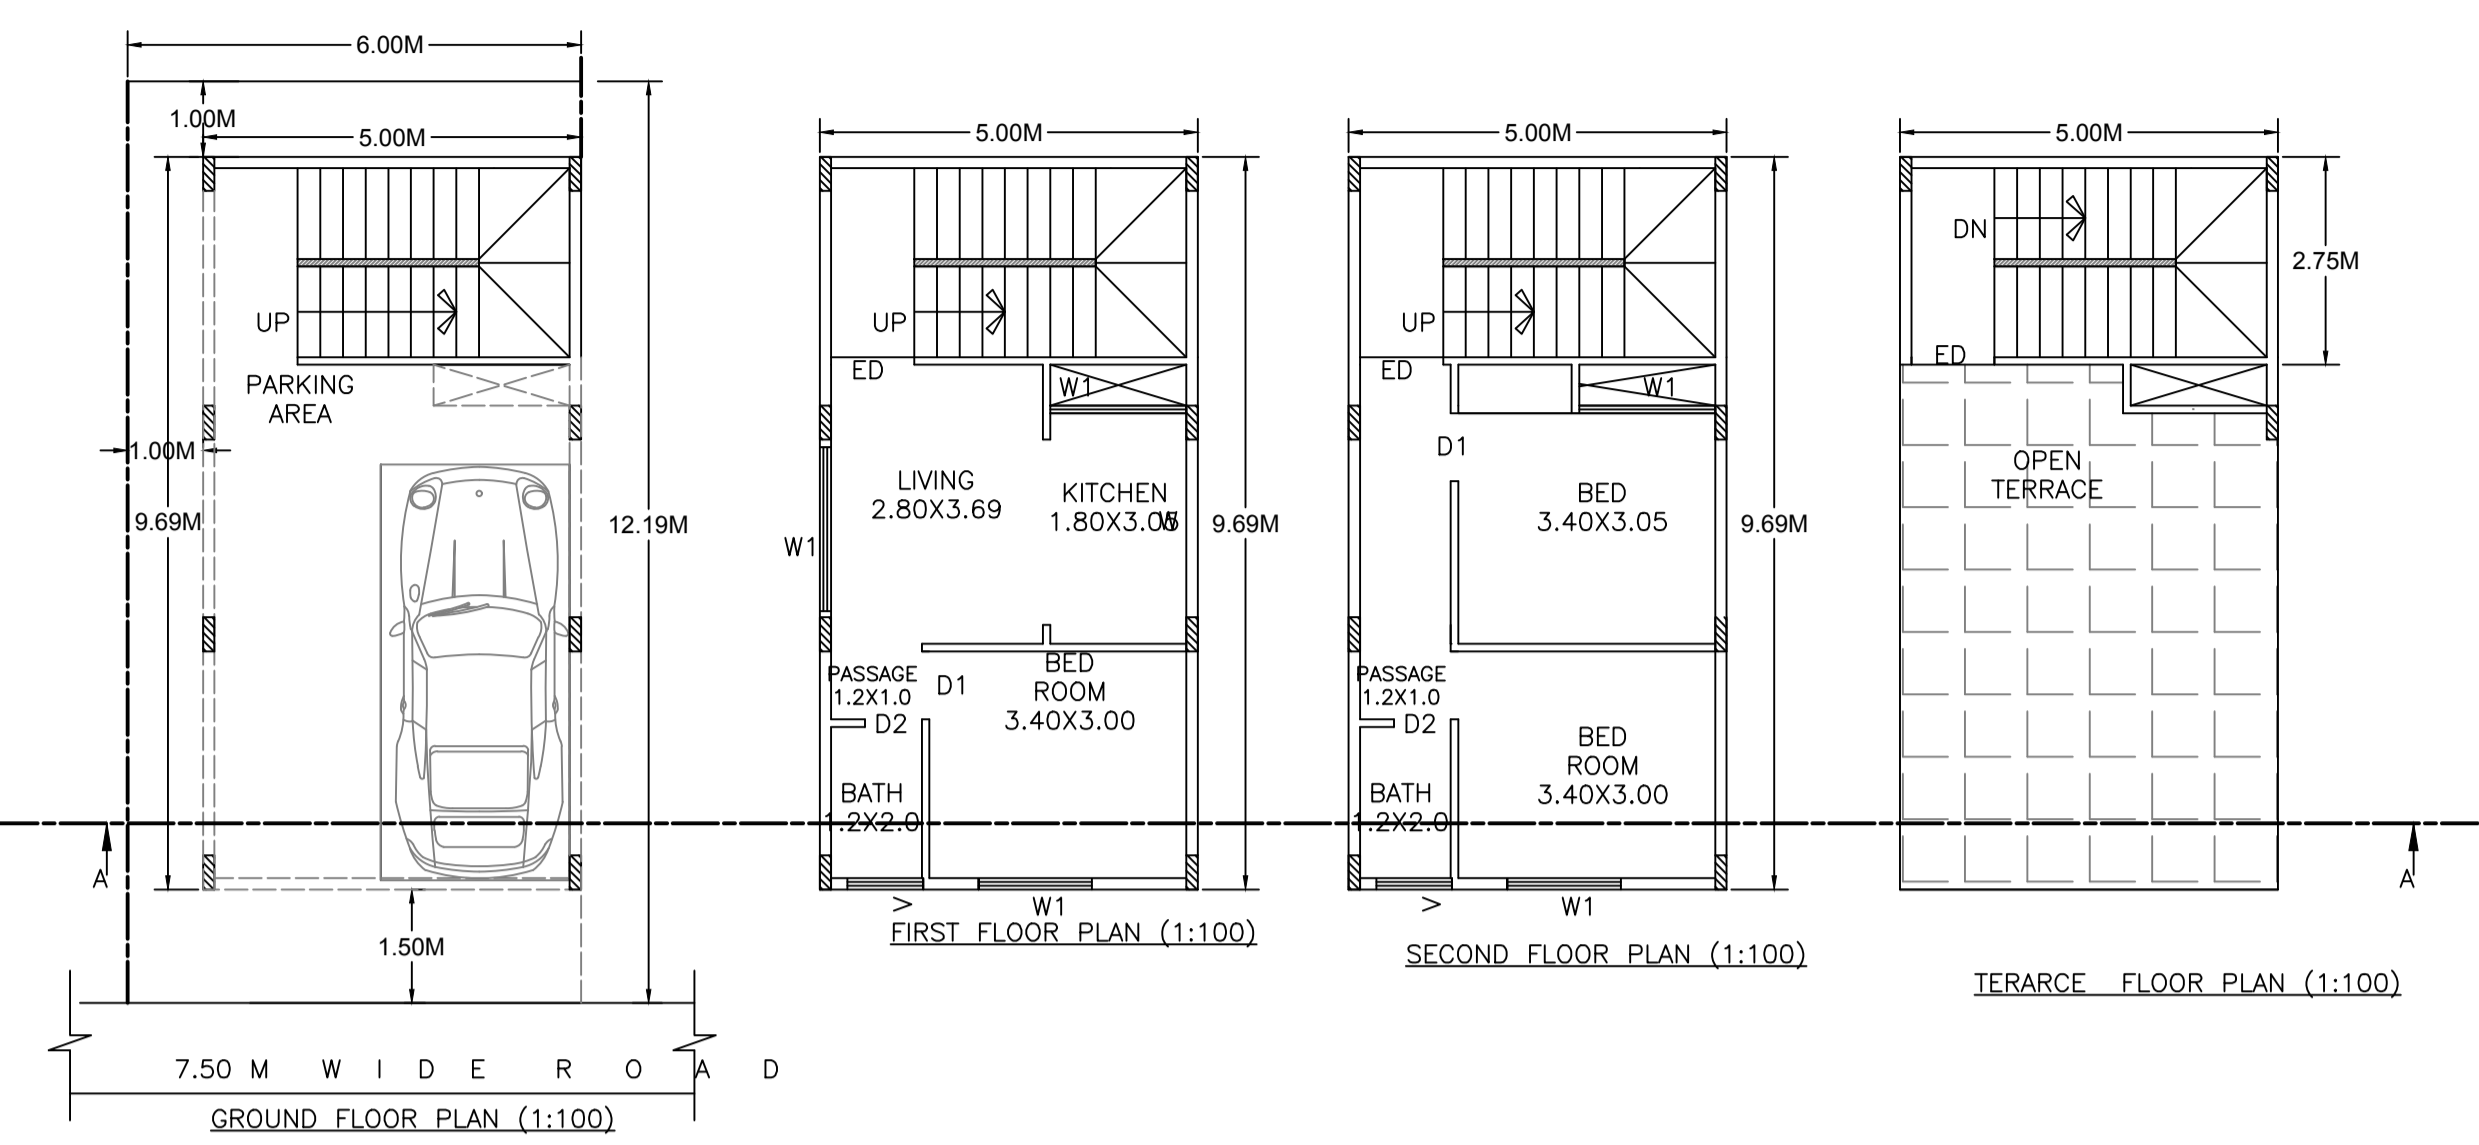 6.00M
1.00M
5.00M
UP
PARKING
AREA
1.00M
9.69M
12.19M
A
1.50M
7.50 M WIDE ROAD
GROUND FLOOR PLAN (1:100)
5.00M
UP
ED
W1
LIVING
2.80X3.69
KITCHEN
1.80X3.05
W
9.69M
W1
PASSAGE
1.2X1.0
D1
D2
BED
ROOM
3.40X3.00
BATH
1.2X2.0
V
W1
FIRST FLOOR PLAN (1:100)
5.00M
UP
ED
W1
D1
BED
3.40X3.05
9.69M
PASSAGE
1.2X1.0
D2
BED
ROOM
3.40X3.00
BATH
1.2X2.0
V
W1
SECOND FLOOR PLAN (1:100)
5.00M
DN
2.75M
ED
OPEN
TERRACE
A
TERARCE FLOOR PLAN (1:100)